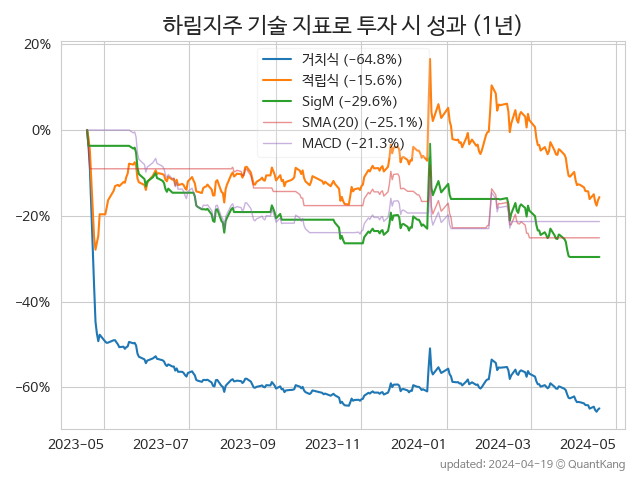 하림지주 기술 지표로 투자 시 성과 (1년)
거치식 (−64.8%)
적립식 (−15.6%)
SigM (−29.6%)
SMA(20) (−25.1%)
MACD (−21.3%)
20%
0%
−20%
−40%
−60%
2023-05 2023-07 2023-09 2023-11 2024-01 2024-03 2024-05
updated: 2024-04-19 © QuantKang